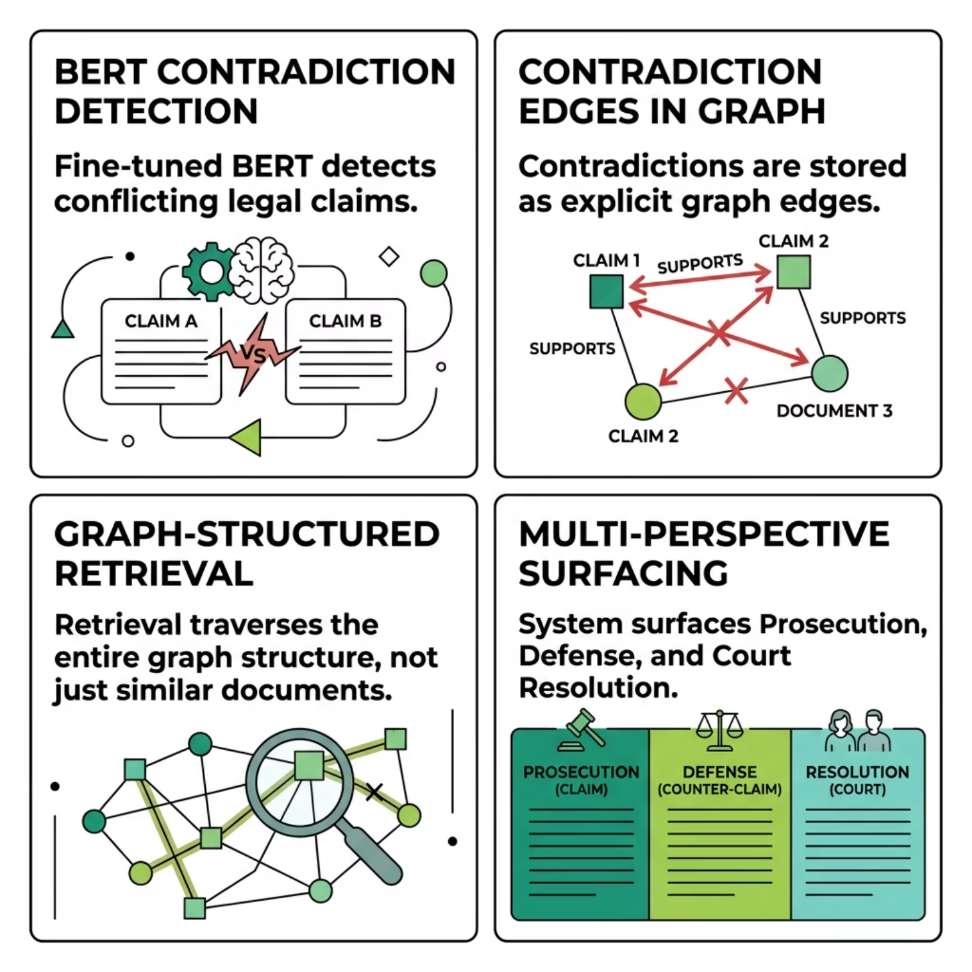 BERT CONTRADICTION
DETECTION
Fine-tuned BERT detects
conflicting legal claims.
CLAIM A
VS
CLAIM B
CONTRADICTION
EDGES IN GRAPH
Contradictions are stored
as explicit graph edges.
CLAIM 2
CLAIM 1
SUPPORTS
SUPPORTS
SUPPORTS
DOCUMENT 3
CLAIM 2
GRAPH-STRUCTURED
RETRIEVAL
Retrieval traverses the
entire graph structure, not
just similar documents.
MULTI-PERSPECTIVE
SURFACING
System surfaces Prosecution,
Defense, and Court
Resolution.
PROSECUTION
(CLAIM)
DEFENSE
(COUNTER-CLAIM)
RESOLUTION
(COURT)